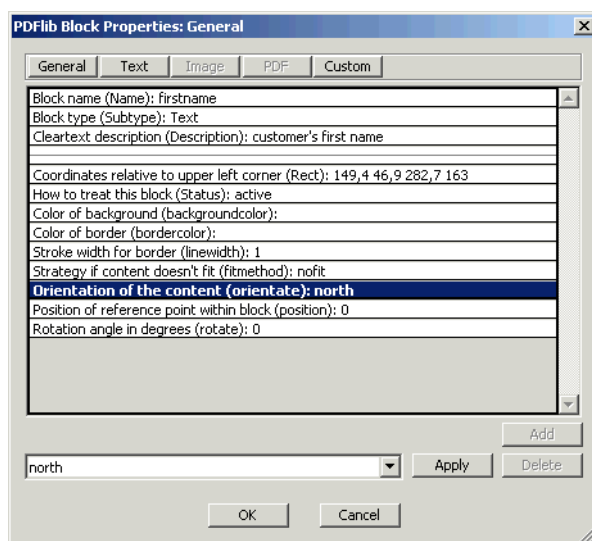 PDFlib Block Properties: General
General Text Image PDF Custom
Block name (Name): firstname
Block type (Subtype): Text
Cleartext description (Description): customer's first name
Coordinates relative to upper left corner (Rect): 149,4 46,9 282,7 163
How to treat this block (Status): active
Color of background (backgroundcolor):
Color of border (bordercolor):
Stroke width for border (linewidth): 1
Strategy if content doesn't fit (fitmethod): nofit
Orientation of the content (orientate): north
Position of reference point within block (position): 0
Rotation angle in degrees (rotate): 0
Add
north Apply Delete
OK Cancel